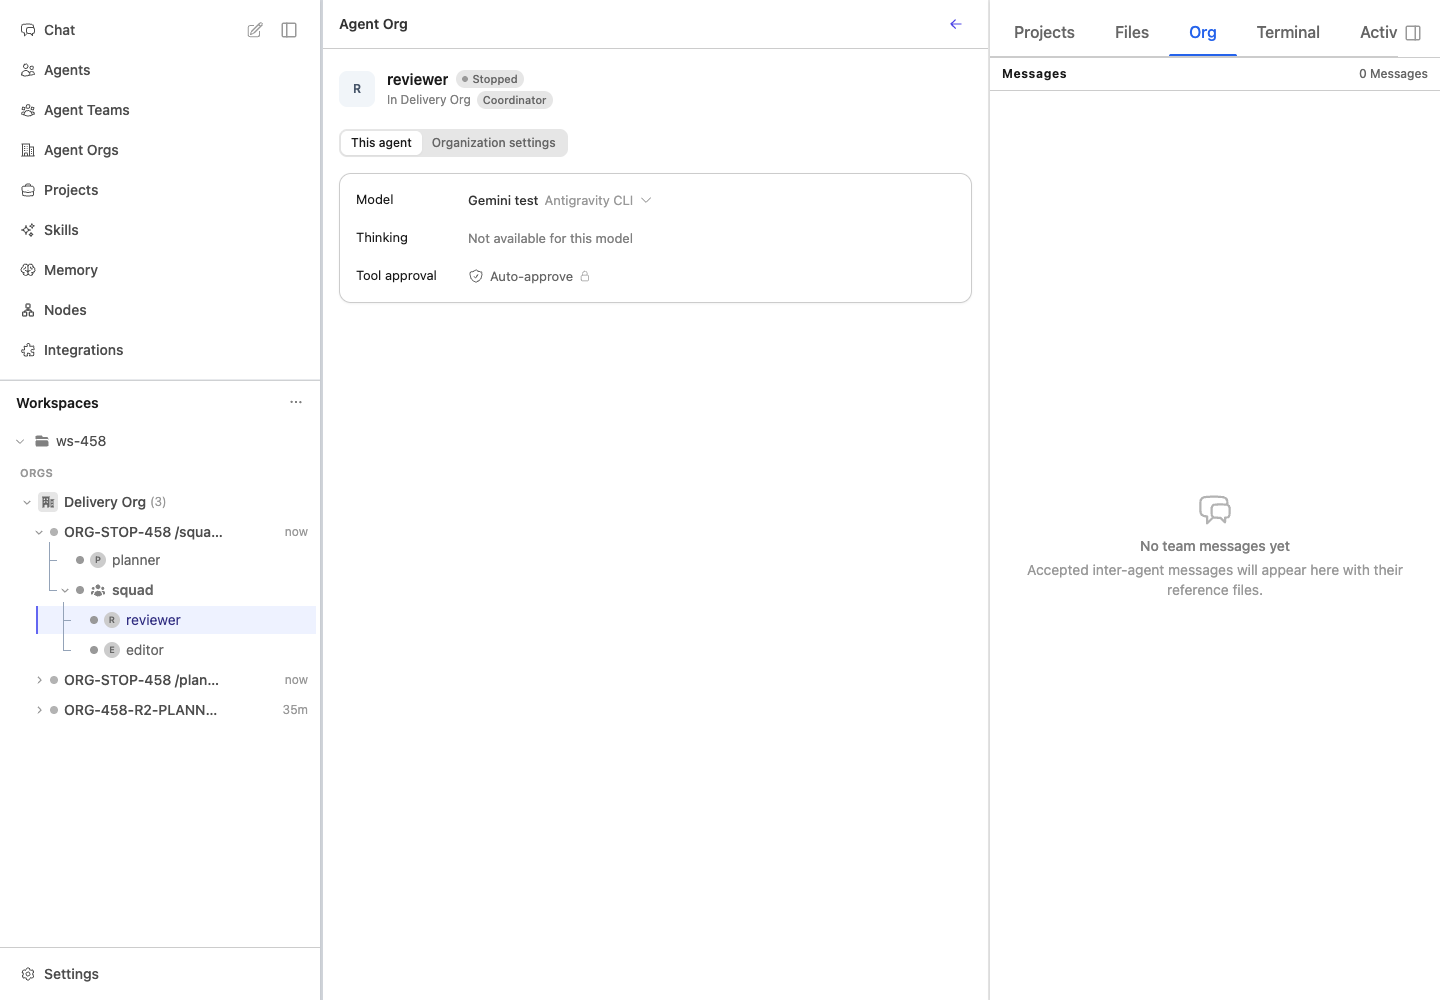 Chat
Agents
Agent Teams
Agent Orgs
Projects
Skills
Memory
Nodes
Integrations
Workspaces
ws-458
ORGS
Delivery Org (3)
ORG-STOP-458 /squa... now
P planner
squad
R reviewer
E editor
ORG-STOP-458 /plan... now
ORG-458-R2-PLANN... 35m
Settings
Agent Org
R
reviewer Stopped
In Delivery Org Coordinator
This agent Organization settings
Model Gemini test Antigravity CLI
Thinking Not available for this model
Tool approval Auto-approve
Projects Files Org Terminal Activ
Messages 0 Messages
No team messages yet
Accepted inter-agent messages will appear here with their
reference files.